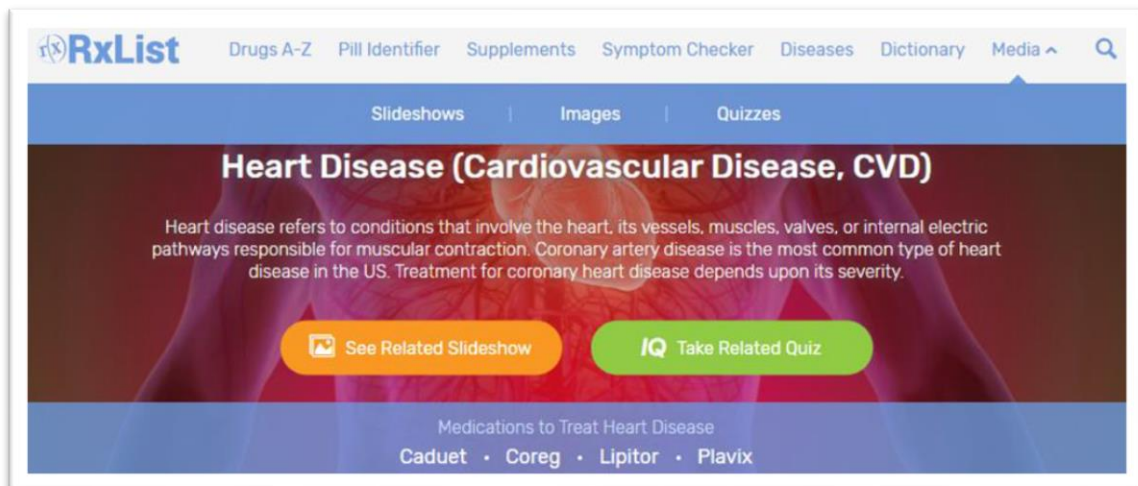 rx RxList Drugs A-Z Pill Identifier Supplements Symptom Checker Diseases Dictionary Media
Slideshows | Images | Quizzes
Heart Disease (Cardiovascular Disease, CVD)
Heart disease refers to conditions that involve the heart, its vessels, muscles, valves, or internal electric
pathways responsible for muscular contraction. Coronary artery disease is the most common type of heart
disease in the US. Treatment for coronary heart disease depends upon its severity.
See Related Slideshow IQ Take Related Quiz
Medications to Treat Heart Disease
Caduet • Coreg • Lipitor • Plavix